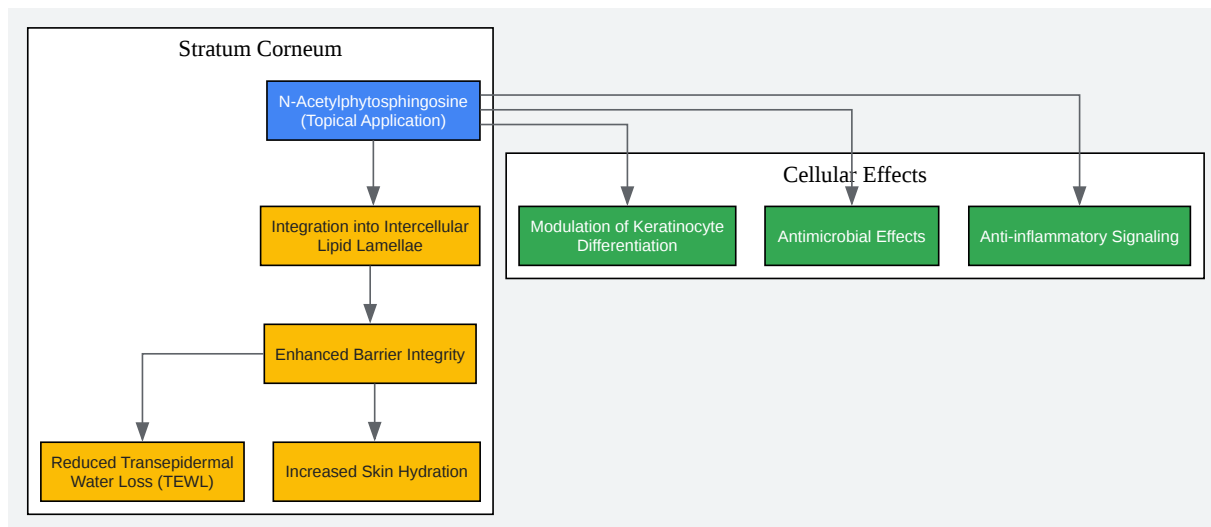 Stratum Corneum
N-Acetylphytosphingosine
(Topical Application)
Integration into Intercellular
Lipid Lamellae
Enhanced Barrier Integrity
Reduced Transepidermal
Water Loss (TEWL)
Increased Skin Hydration
Cellular Effects
Modulation of Keratinocyte
Differentiation
Antimicrobial Effects
Anti-inflammatory Signaling